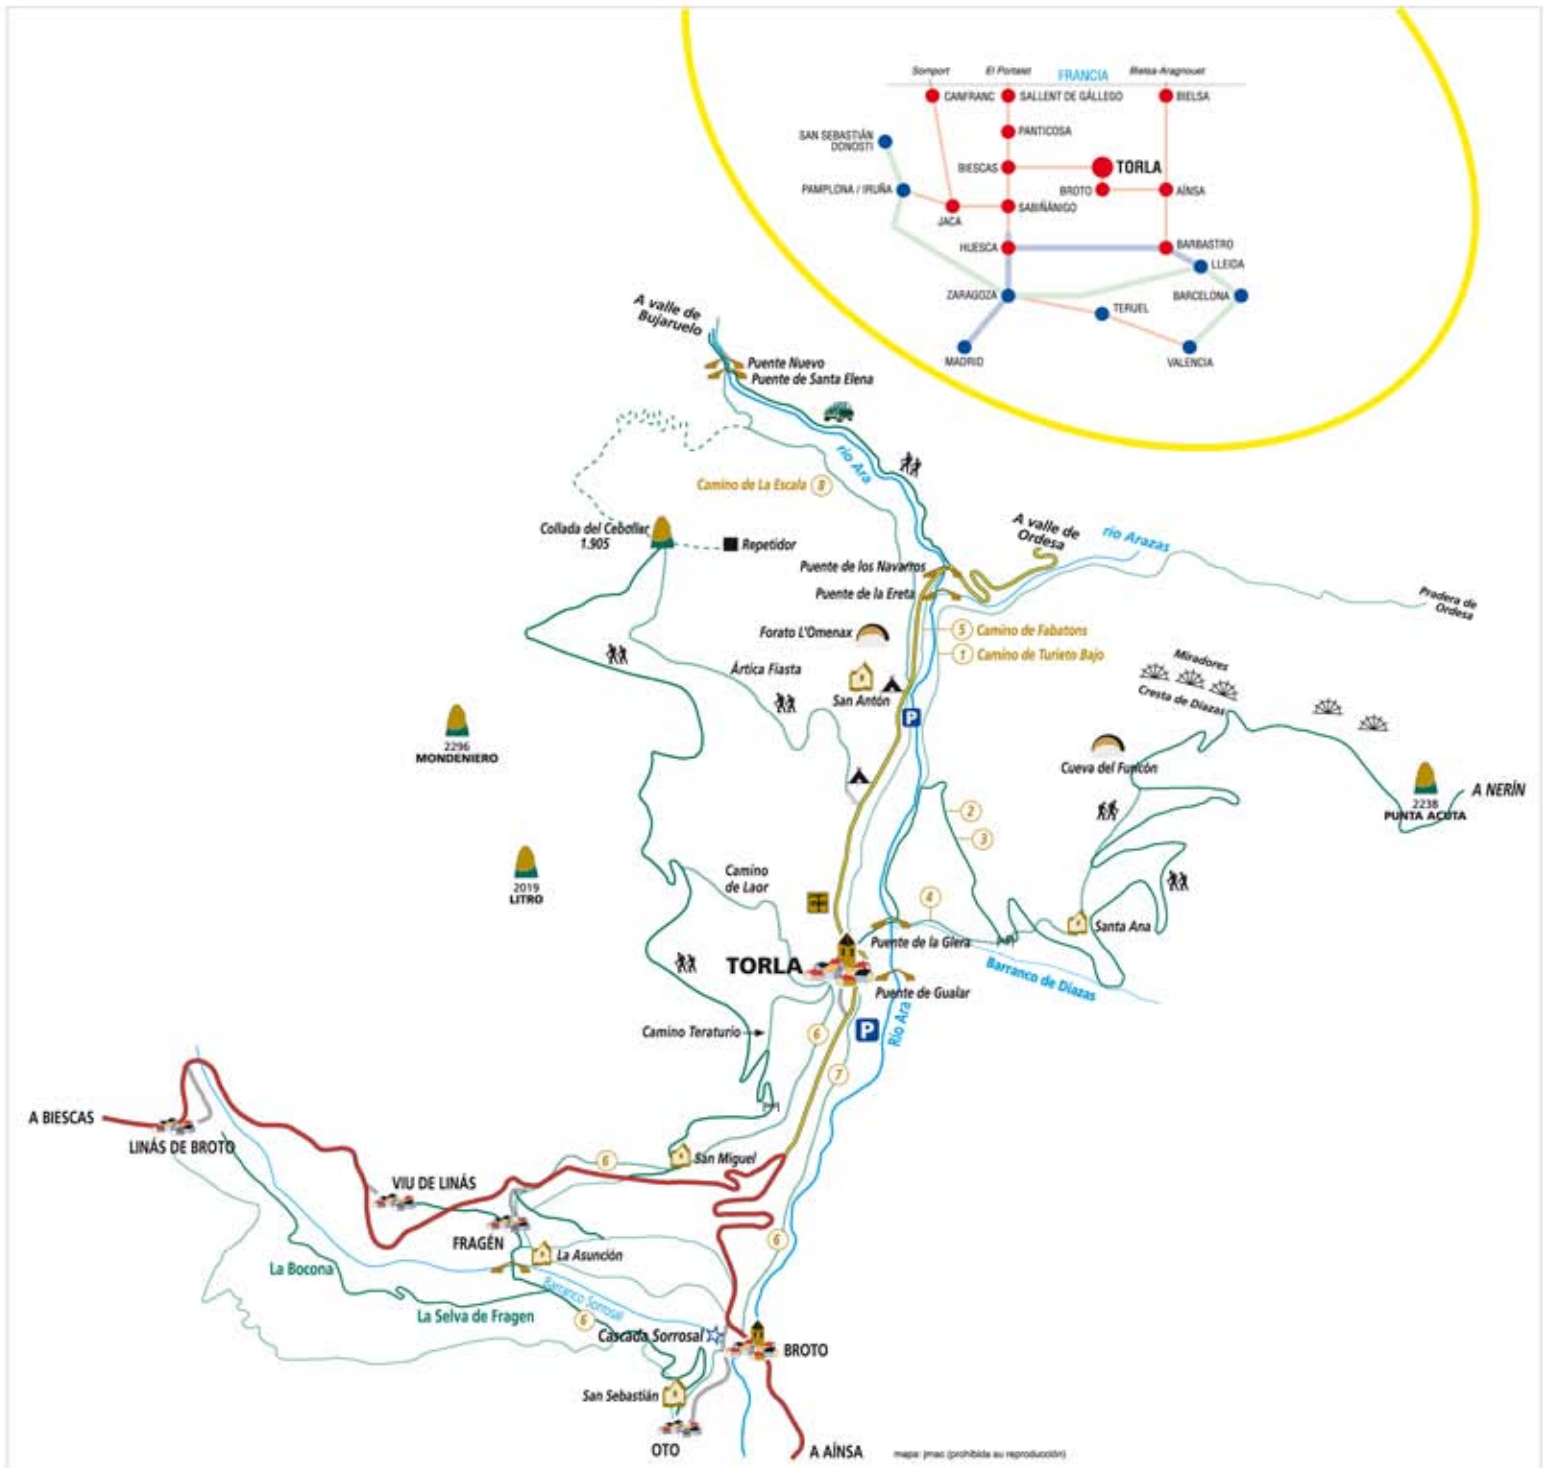 Somport
El Portalet
FRANCIA
Bielsa-Aragnouet
CANFRANC
SALLENT DE GÁLLEGO
BIELSA
PANTICOSA
SAN SEBASTIÁN
DONOSTI
BIESCAS
TORLA
PAMPLONA / IRUÑA
BROTO
AÍNSA
JACA
SABIÑÁNIGO
HUESCA
BARBASTRO
LLEIDA
ZARAGOZA
BARCELONA
TERUEL
MADRID
VALENCIA
A valle de
Bujaruelo
Puente Nuevo
Puente de Santa Elena
río Ara
Camino de La Escala 8
Collada del Cebollar
1.905
Repetidor
A valle de
Ordesa
río Arazas
Puente de los Navarros
Puente de la Ereta
Pradera de
Ordesa
Forato L'Omenax
5 Camino de Fabatons
1 Camino de Turieto Bajo
Ártica Fiasta
San Antón
P
Miradores
Cresta de Diazas
2296
MONDENIERO
Cueva del Furicón
A NERÍN
2238
PUNTA ACUTA
2
3
2019
LITRO
Camino
de Laor
4
Santa Ana
Puente de la Glera
TORLA
Barranco de Diazas
Puente de Gualar
Camino Teraturio
6
P
Río Ara
7
A BIESCAS
LINÁS DE BROTO
6
San Miguel
VIU DE LINÁS
FRAGÉN
La Asunción
6
La Bocona
Barranco Sorrosal
La Selva de Fragen
6
Cascada Sorrosal
BROTO
San Sebastián
OTO
A AÍNSA
mapa: jmac (prohibida su reproducción)